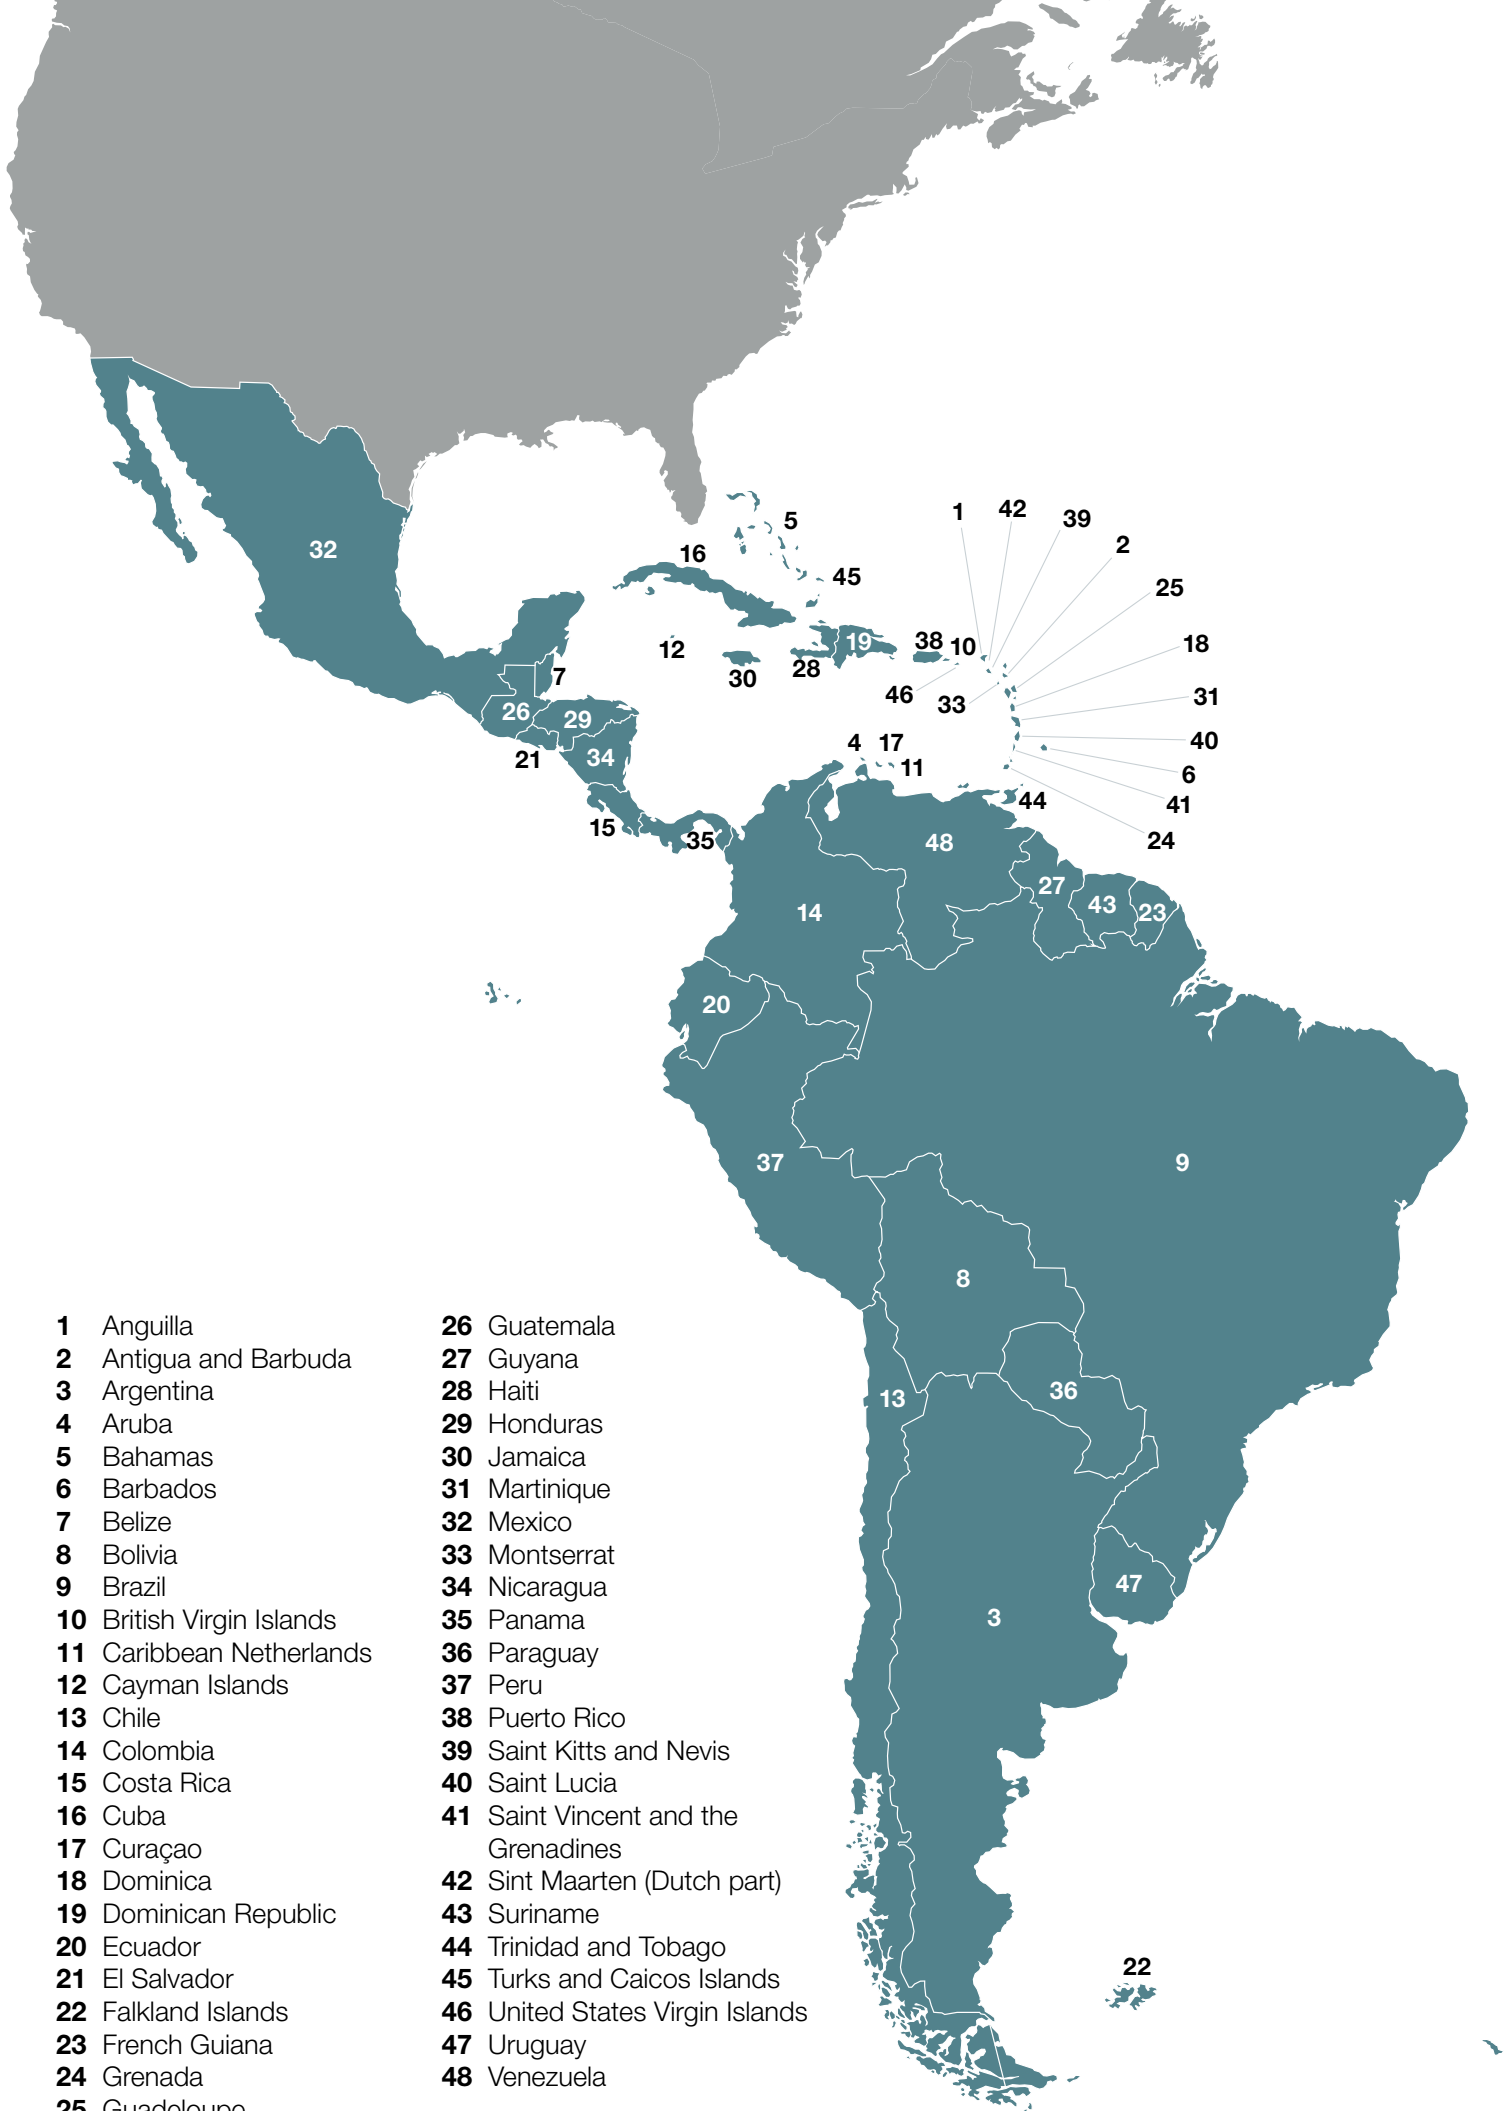 1 42 39
5 2
32 16 45 25
12 19 38 10 18
7 30 28 46 33 31
26 29 4 17 40
21 34 11 6
15 35 44 41
48 24
27
14 43 23
20
37 9
8
13 36
47
3
22
1 Anguilla
2 Antigua and Barbuda
3 Argentina
4 Aruba
5 Bahamas
6 Barbados
7 Belize
8 Bolivia
9 Brazil
10 British Virgin Islands
11 Caribbean Netherlands
12 Cayman Islands
13 Chile
14 Colombia
15 Costa Rica
16 Cuba
17 Curaçao
18 Dominica
19 Dominican Republic
20 Ecuador
21 El Salvador
22 Falkland Islands
23 French Guiana
24 Grenada
25 Guadeloupe
26 Guatemala
27 Guyana
28 Haiti
29 Honduras
30 Jamaica
31 Martinique
32 Mexico
33 Montserrat
34 Nicaragua
35 Panama
36 Paraguay
37 Peru
38 Puerto Rico
39 Saint Kitts and Nevis
40 Saint Lucia
41 Saint Vincent and the
Grenadines
42 Sint Maarten (Dutch part)
43 Suriname
44 Trinidad and Tobago
45 Turks and Caicos Islands
46 United States Virgin Islands
47 Uruguay
48 Venezuela